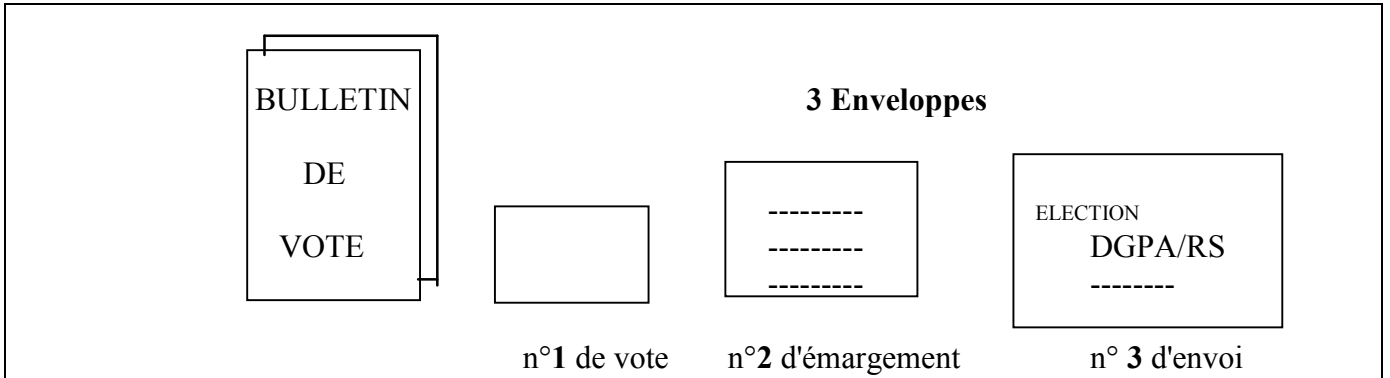 BULLETIN
DE
VOTE
3 Enveloppes
---------
---------
---------
ELECTION
DGPA/RS
--------
n°1 de vote
n°2 d'émargement
n° 3 d'envoi